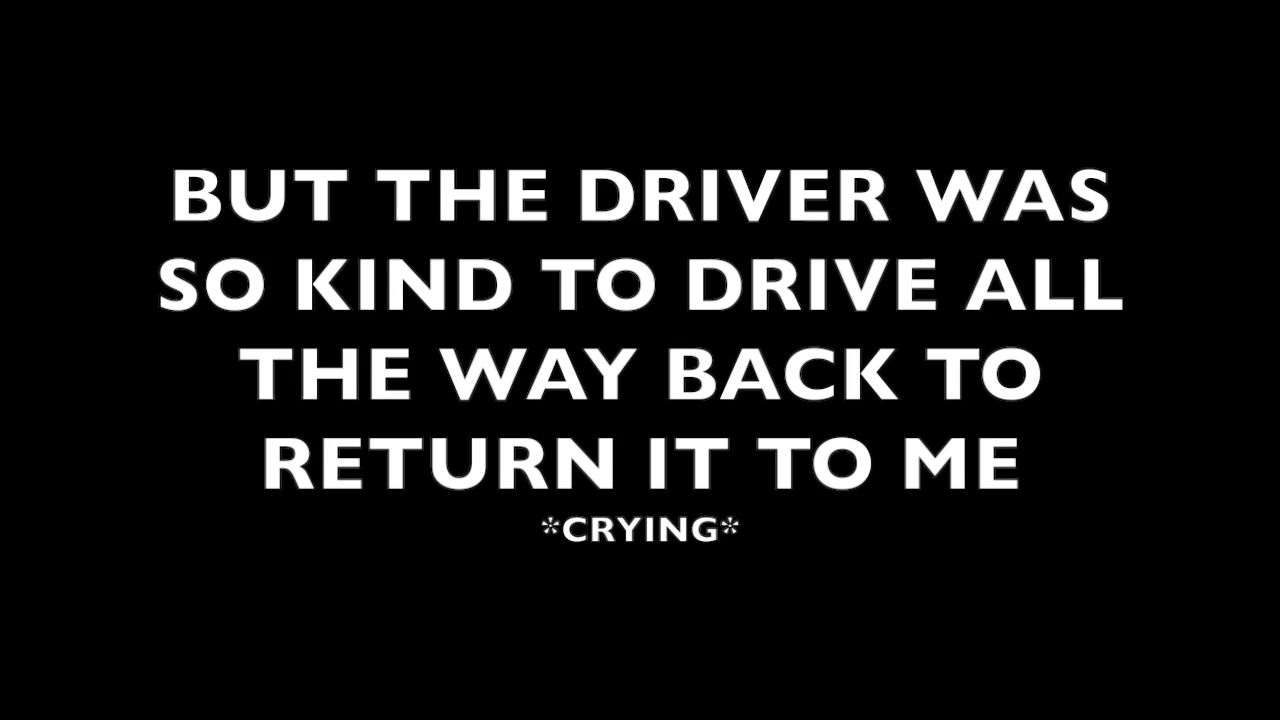 BUT THE DRIVER WAS
SO KIND TO DRIVE ALL
THE WAY BACK TO
RETURN IT TO ME
*CRYING*